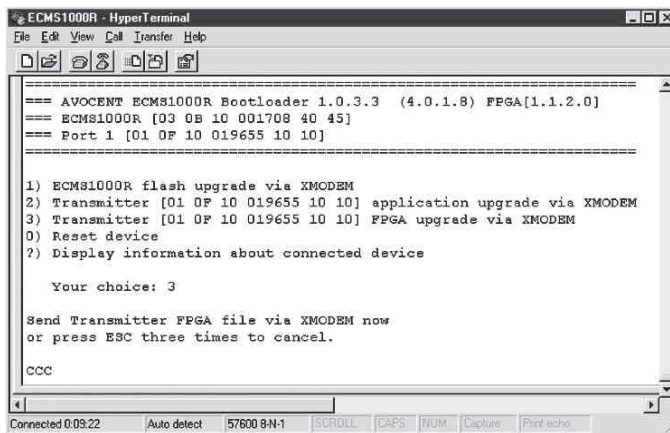 ECMS1000R - HyperTerminal
File Edit View Call Transfer Help
=== AVOCENT ECMS1000R Bootloader 1.0.3.3 (4.0.1.8) FPGA[1.1.2.0]
=== ECMS1000R [03 0B 10 001708 40 45]
=== Port 1 [01 0F 10 019655 10 10]
1) ECMS1000R flash upgrade via XMODEM
2) Transmitter [01 0F 10 019655 10 10] application upgrade via XMODEM
3) Transmitter [01 0F 10 019655 10 10] FPGA upgrade via XMODEM
0) Reset device
?) Display information about connected device
Your choice: 3
Send Transmitter FPGA file via XMODEM now
or press ESC three times to cancel.
CCC
Connected 0:09:22 Auto detect 57600 8-N-1 SCROLL CAPS NUM Capture Print echo